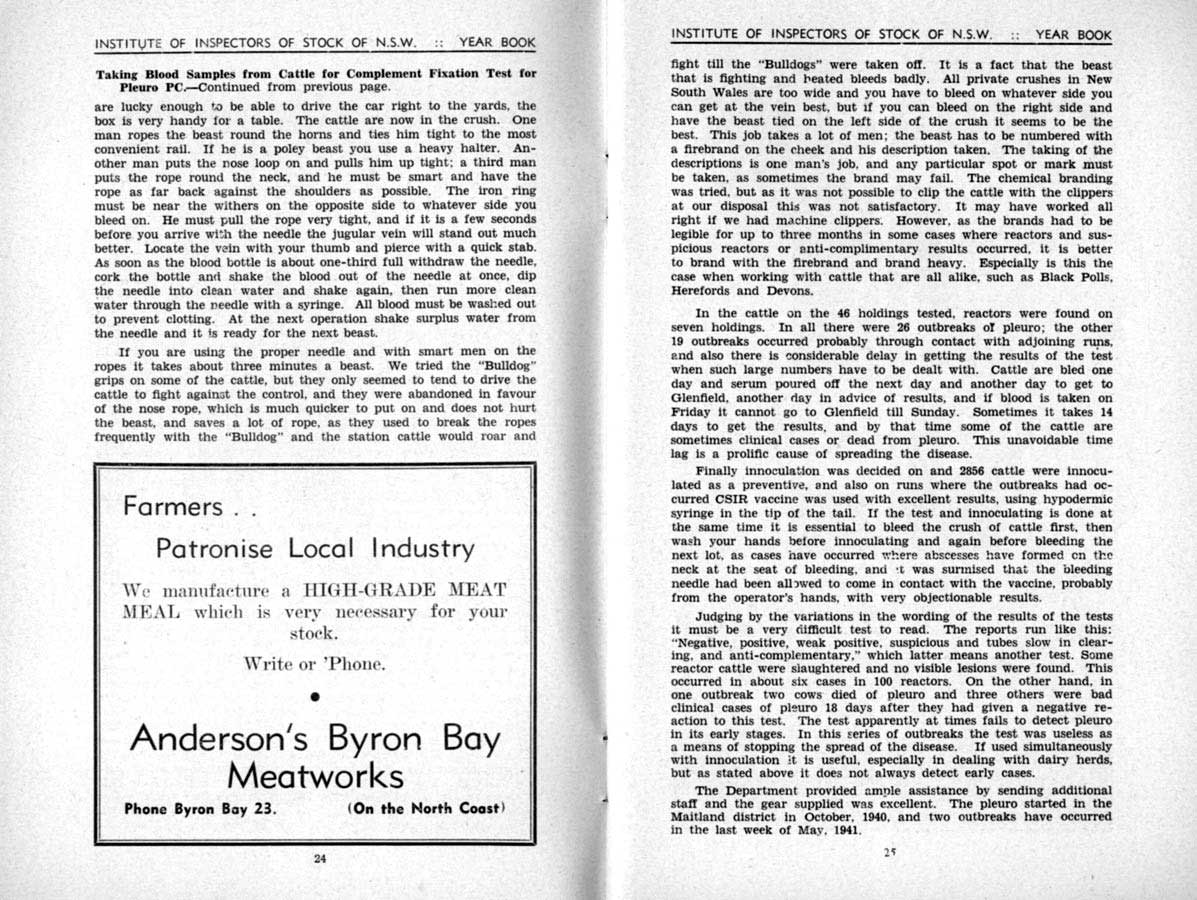 INSTITUTE OF INSPECTORS OF STOCK OF N.S.W. :: YEAR BOOK
Taking Blood Samples from Cattle for Complement Fixation Test for
Pleuro PC.—Continued from previous page.
are lucky enough to be able to drive the car right to the yards, the
box is very handy for a table. The cattle are now in the crush. One
man ropes the beast round the horns and ties him tight to the most
convenient rail. If he is a poley beast you use a heavy halter. An-
other man puts the nose loop on and pulls him up tight; a third man
puts the rope round the neck, and he must be smart and have the
rope as far back against the shoulders as possible. The iron ring
must be near the withers on the opposite side to whatever side you
bleed on. He must pull the rope very tight, and if it is a few seconds
before you arrive with the needle the jugular vein will stand out much
better. Locate the vein with your thumb and pierce with a quick stab.
As soon as the blood bottle is about one-third full withdraw the needle,
cork the bottle and shake the blood out of the needle at once, dip
the needle into clean water and shake again, then run more clean
water through the needle with a syringe. All blood must be washed out
to prevent clotting. At the next operation shake surplus water from
the needle and it is ready for the next beast.
If you are using the proper needle and with smart men on the
ropes it takes about three minutes a beast. We tried the "Bulldog"
grips on some of the cattle, but they only seemed to tend to drive the
cattle to fight against the control, and they were abandoned in favour
of the nose rope, which is much quicker to put on and does not hurt
the beast, and saves a lot of rope, as they used to break the ropes
frequently with the "Bulldog" and the station cattle would roar and
Farmers . .
Patronise Local Industry
We manufacture a HIGH-GRADE MEAT
MEAL which is very necessary for your
stock.
Write or 'Phone.
Anderson's Byron Bay
Meatworks
Phone Byron Bay 23. (On the North Coast)
24
INSTITUTE OF INSPECTORS OF STOCK OF N.S.W. :: YEAR BOOK
fight till the "Bulldogs" were taken off. It is a fact that the beast
that is fighting and heated bleeds badly. All private crushes in New
South Wales are too wide and you have to bleed on whatever side you
can get at the vein best, but if you can bleed on the right side and
have the beast tied on the left side of the crush it seems to be the
best. This job takes a lot of men; the beast has to be numbered with
a firebrand on the cheek and his description taken. The taking of the
descriptions is one man's job, and any particular spot or mark must
be taken, as sometimes the brand may fail. The chemical branding
was tried, but as it was not possible to clip the cattle with the clippers
at our disposal this was not satisfactory. It may have worked all
right if we had machine clippers. However, as the brands had to be
legible for up to three months in some cases where reactors and sus-
picious reactors or anti-complimentary results occurred, it is better
to brand with the firebrand and brand heavy. Especially is this the
case when working with cattle that are all alike, such as Black Polls,
Herefords and Devons.
In the cattle on the 46 holdings tested, reactors were found on
seven holdings. In all there were 26 outbreaks of pleuro; the other
19 outbreaks occurred probably through contact with adjoining runs,
and also there is considerable delay in getting the results of the test
when such large numbers have to be dealt with. Cattle are bled one
day and serum poured off the next day and another day to get to
Glenfield, another day in advice of results, and if blood is taken on
Friday it cannot go to Glenfield till Sunday. Sometimes it takes 14
days to get the results, and by that time some of the cattle are
sometimes clinical cases or dead from pleuro. This unavoidable time
lag is a prolific cause of spreading the disease.
Finally innoculation was decided on and 2856 cattle were innocu-
lated as a preventive, and also on runs where the outbreaks had oc-
curred CSIR vaccine was used with excellent results, using hypodermic
syringe in the tip of the tail. If the test and innoculating is done at
the same time it is essential to bleed the crush of cattle first, then
wash your hands before innoculating and again before bleeding the
next lot, as cases have occurred where abscesses have formed on the
neck at the seat of bleeding, and it was surmised that the bleeding
needle had been allowed to come in contact with the vaccine, probably
from the operator's hands, with very objectionable results.
Judging by the variations in the wording of the results of the tests
it must be a very difficult test to read. The reports run like this:
"Negative, positive, weak positive, suspicious and tubes slow in clear-
ing, and anti-complementary," which latter means another test. Some
reactor cattle were slaughtered and no visible lesions were found. This
occurred in about six cases in 100 reactors. On the other hand, in
one outbreak two cows died of pleuro and three others were bad
clinical cases of pleuro 18 days after they had given a negative re-
action to this test. The test apparently at times fails to detect pleuro
in its early stages. In this series of outbreaks the test was useless as
a means of stopping the spread of the disease. If used simultaneously
with innoculation it is useful, especially in dealing with dairy herds,
but as stated above it does not always detect early cases.
The Department provided ample assistance by sending additional
staff and the gear supplied was excellent. The pleuro started in the
Maitland district in October, 1940, and two outbreaks have occurred
in the last week of May, 1941.
25